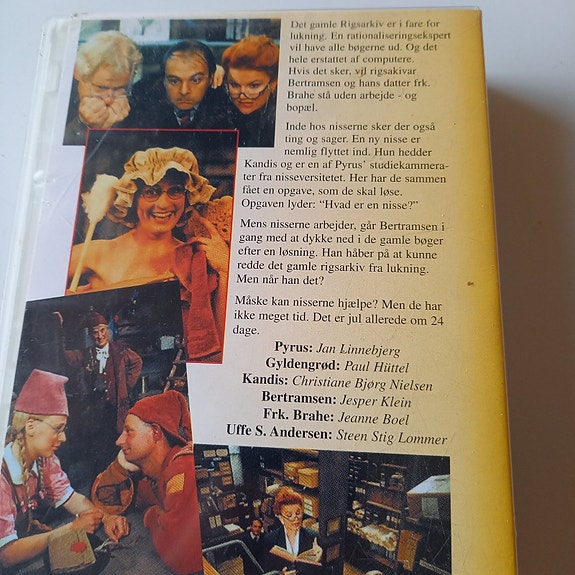 Det gamle Rigsarkiv er i fare for
lukning. En rationaliseringsekspert
vil have alle bøgerne ud. Og det
hele erstattet af computere.
Hvis det sker, vil rigsakivar
Bertramsen og hans datter frk.
Brahe stå uden arbejde - og
bopæl.
Inde hos nisserne sker der også
ting og sager. En ny nisse er
nemlig flyttet ind. Hun hedder
Kandis og er en af Pyrus' studiekammera-
ter fra nisseversitetet. Her har de sammen
fået en opgave, som de skal løse.
Opgaven lyder: "Hvad er en nisse?"
Mens nisserne arbejder, går Bertramsen i
gang med at dykke ned i de gamle bøger
efter en løsning. Han håber på at kunne
redde det gamle rigsarkiv fra lukning.
Men når han det?
Måske kan nisserne hjælpe? Men de har
ikke meget tid. Det er jul allerede om 24
dage.
Pyrus: Jan Linnebjerg
Gyldengrød: Paul Hüttel
Kandis: Christiane Bjørg Nielsen
Bertramsen: Jesper Klein
Frk. Brahe: Jeanne Boel
Uffe S. Andersen: Steen Stig Lommer